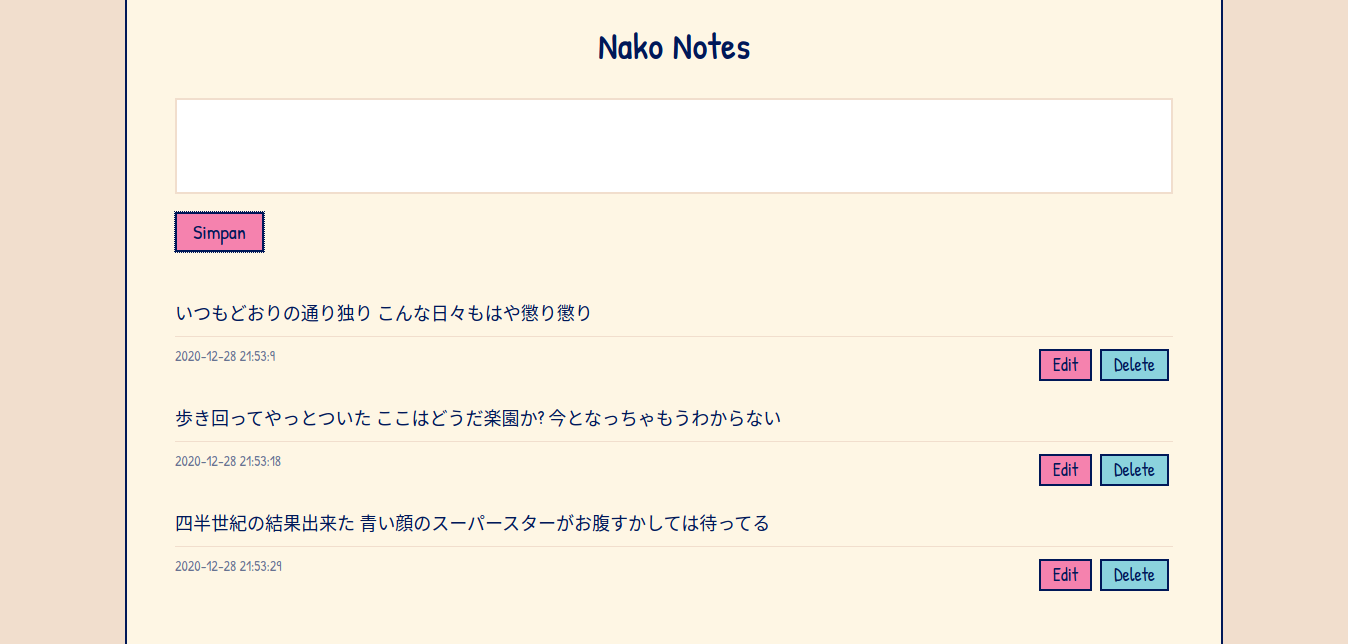 Nako Notes
Simpan
いつもどおりの通り独り こんな日々もはや懲り懲り
2020-12-28 21:53:9
Edit Delete
歩き回ってやっとついた ここはどうだ楽園か? 今となっちゃもうわからない
2020-12-28 21:53:18
Edit Delete
四半世紀の結果出来た 青い顔のスーパースターがお腹すかしては待ってる
2020-12-28 21:53:29
Edit Delete